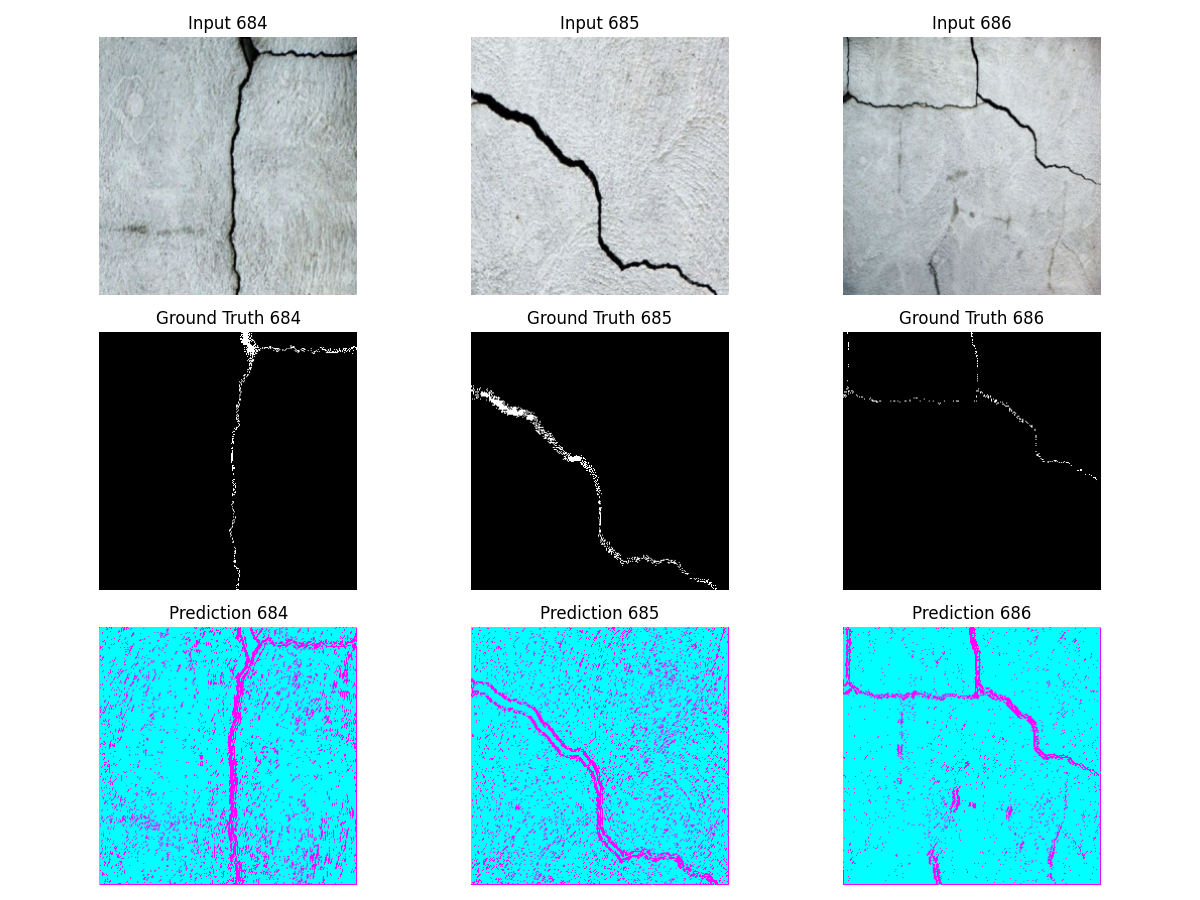 Input 684
Input 685
Input 686
Ground Truth 684
Ground Truth 685
Ground Truth 686
Prediction 684
Prediction 685
Prediction 686